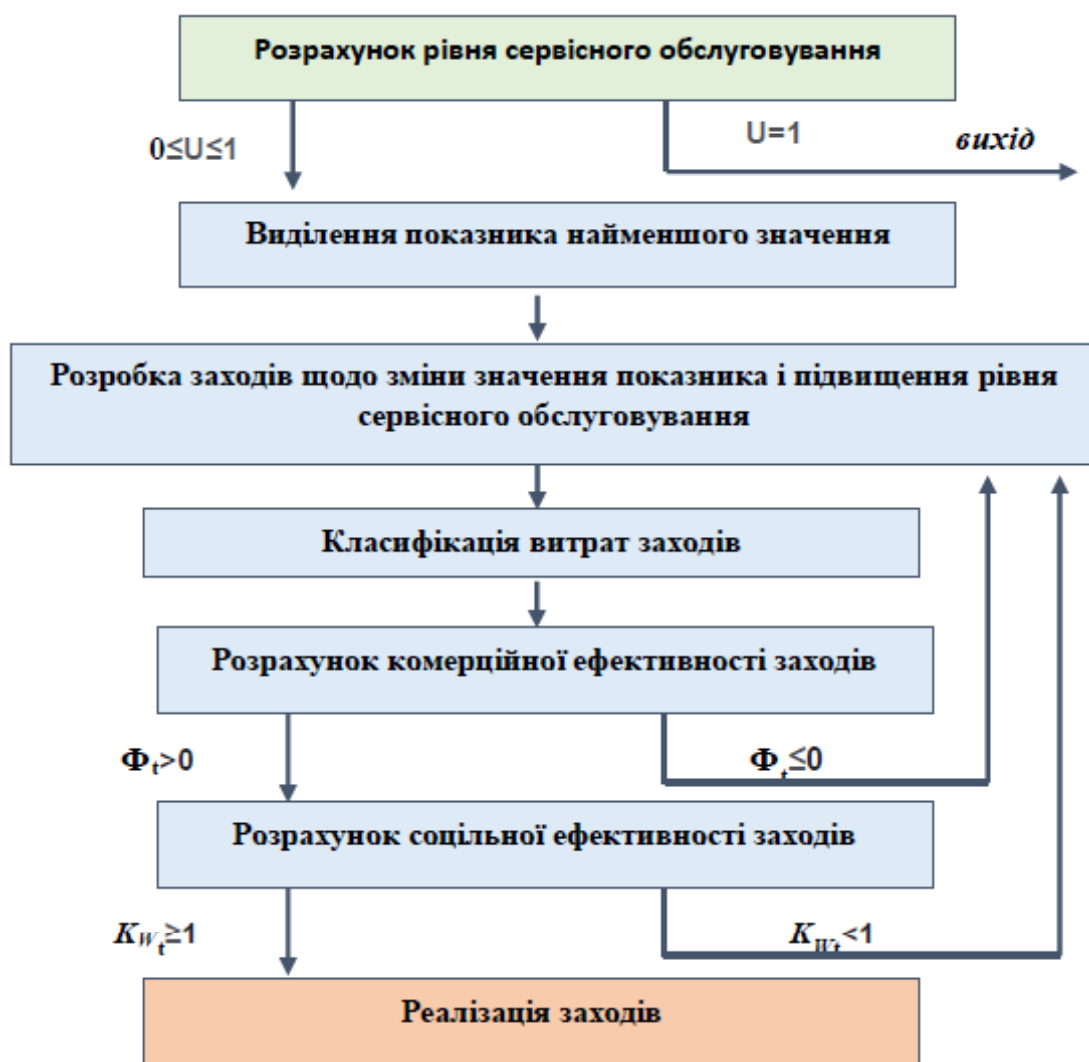 Розрахунок рівня сервісного обслуговування
0≤U≤1
U=1
вихід
Виділення показника найменшого значення
Розробка заходів щодо зміни значення показника і підвищення рівня
сервісного обслуговування
Класифікація витрат заходів
Розрахунок комерційної ефективності заходів
Φt>0
Φt≤0
Розрахунок соцільної ефективності заходів
KWt≥1
KWt<1
Реалізація заходів